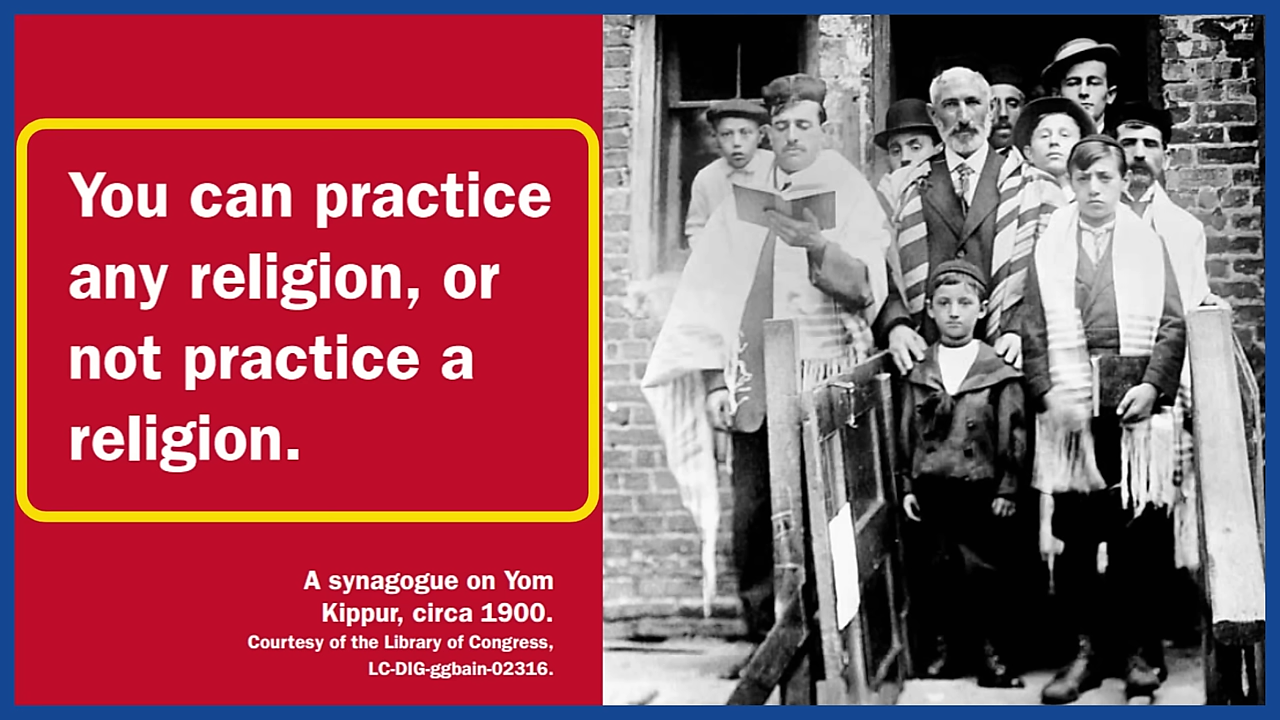 You can practice
any religion, or
not practice a
religion.
A synagogue on Yom
Kippur, circa 1900.
Courtesy of the Library of Congress,
LC-DIG-ggbain-02316.